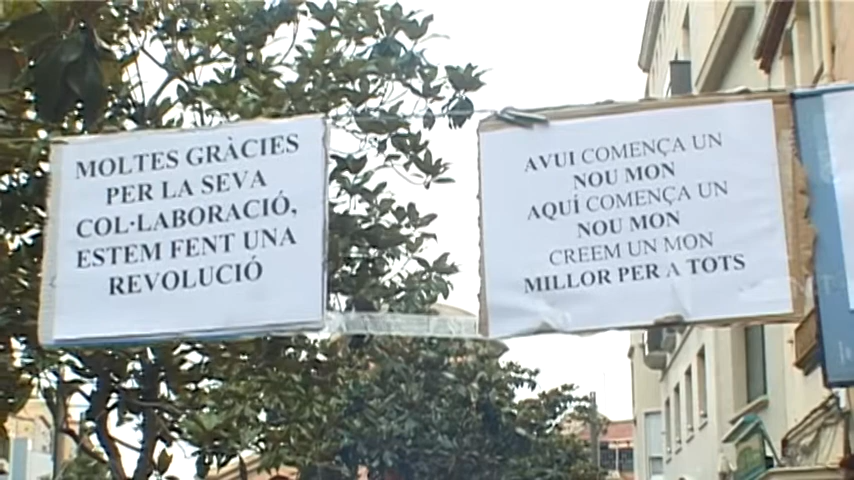 MOLTES GRÀCIES
PER LA SEVA
COL·LABORACIÓ,
ESTEM FENT UNA
REVOLUCIÓ
AVUI COMENÇA UN
NOU MON
AQUÍ COMENÇA UN
NOU MON
CREEM UN MON
MILLOR PER A TOTS